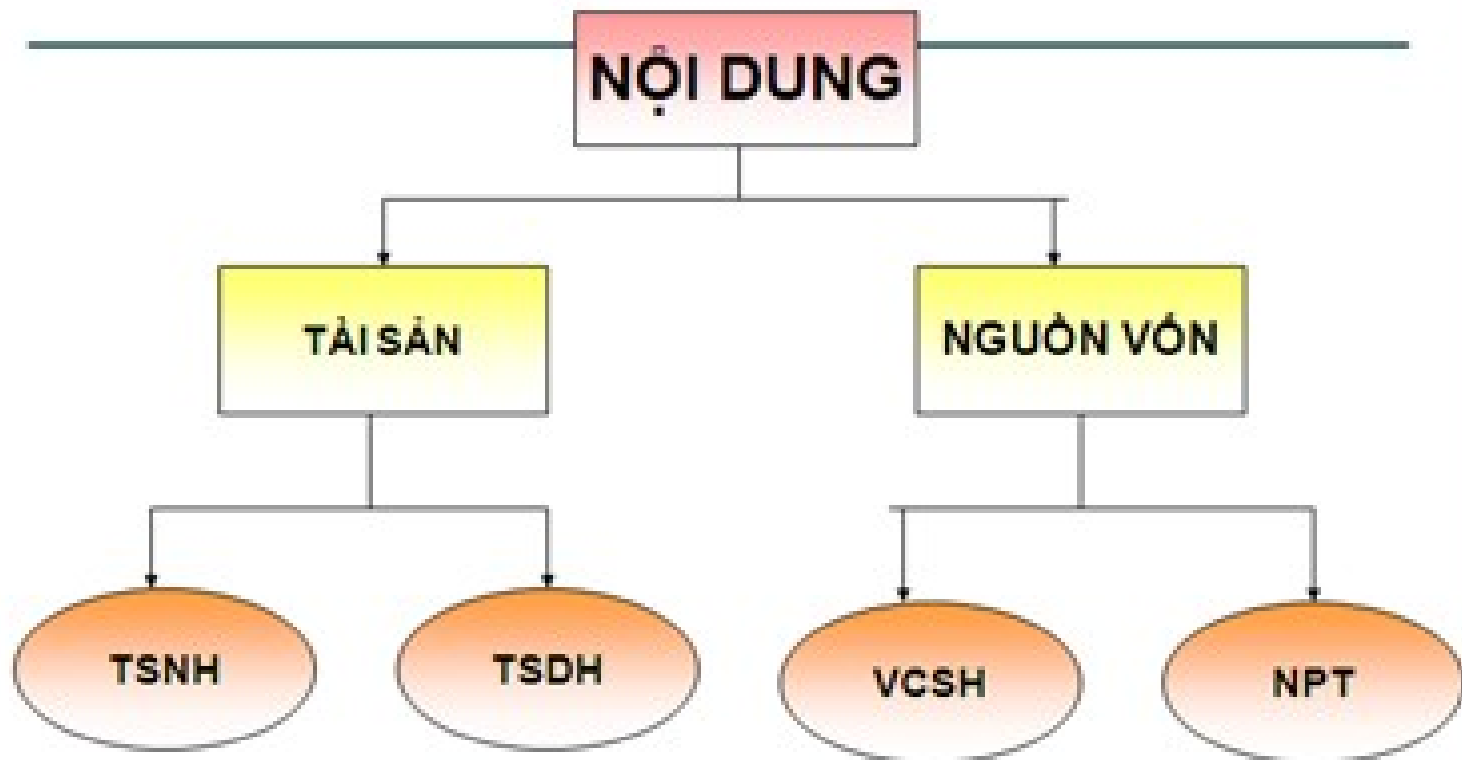 NỘI DUNG
TÀI SẢN
NGUỒN VỐN
TSNH
TSDH
VCSH
NPT